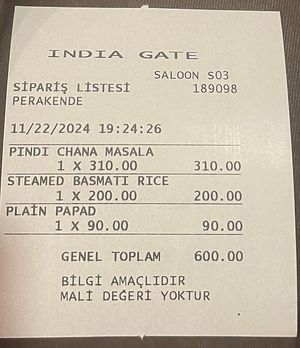 INDIA GATE
SALOON S03
SİPARİŞ LİSTESİ 189098
PERAKENDE
11/22/2024 19:24:26
PINDI CHANA MASALA
1 X 310.00 310.00
STEAMED BASMATI RICE
1 X 200.00 200.00
PLAIN PAPAD
1 X 90.00 90.00
GENEL TOPLAM 600.00
BİLGİ AMAÇLIDIR
MALİ DEĞERİ YOKTUR